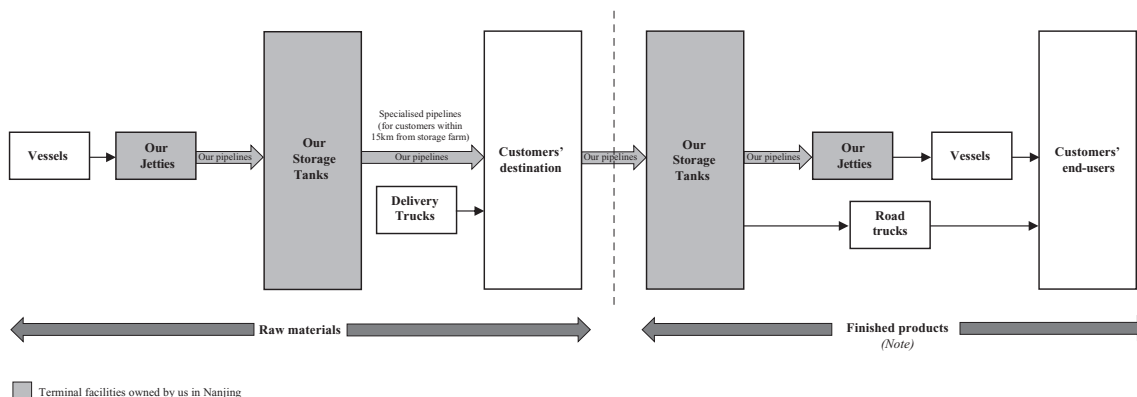 Vessels
Our
Jetties
Our pipelines
Our
Storage
Tanks
Specialised pipelines
(for customers within
15km from storage farm)
Our pipelines
Delivery
Trucks
Customers’
destination
Our pipelines
Our
Storage
Tanks
Our pipelines
Our
Jetties
Vessels
Road
trucks
Customers’
end-users
Raw materials
Finished products
(Note)
Terminal facilities owned by us in Nanjing